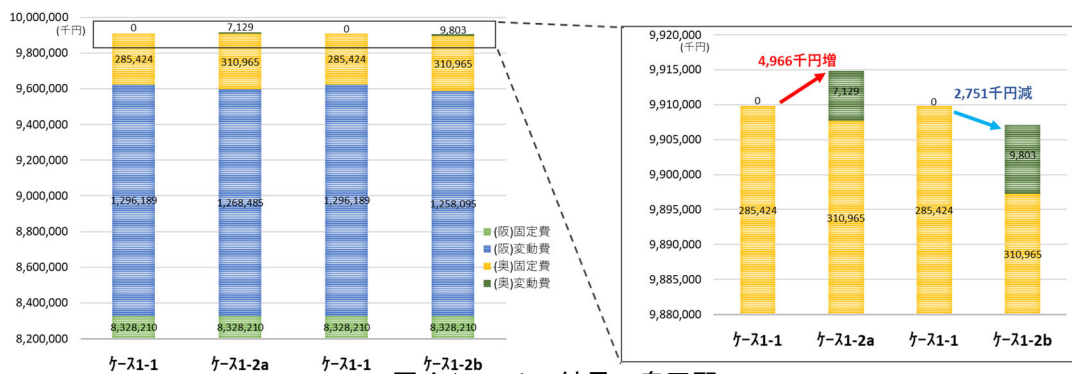 10,000,000
(千円)
9,800,000
9,600,000
9,400,000
9,200,000
9,000,000
8,800,000
8,600,000
8,400,000
8,200,000
0
7,129
0
9,803
285,424
310,965
285,424
310,965
1,296,189
1,268,485
1,296,189
1,258,095
8,328,210
8,328,210
8,328,210
8,328,210
(阪)固定費
(阪)変動費
(奥)固定費
(奥)変動費
ケース1-1
ケース1-2a
ケース1-1
ケース1-2b
9,920,000
(千円)
9,915,000
9,910,000
9,905,000
9,900,000
9,895,000
9,890,000
9,885,000
9,880,000
4,966千円増
2,751千円減
0
7,129
0
9,803
285,424
310,965
285,424
310,965
ケース1-1
ケース1-2a
ケース1-1
ケース1-2b